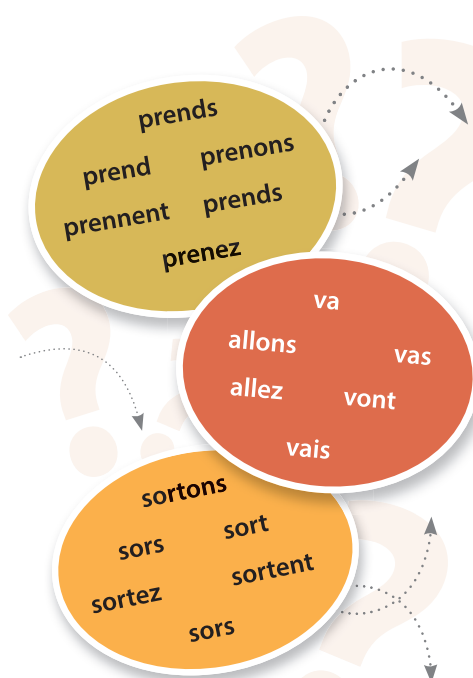 prends
prend prenons
prennent prends
prenez
va
allons vas
allez vont
vais
sortons
sors sort
sortez sortent
sors